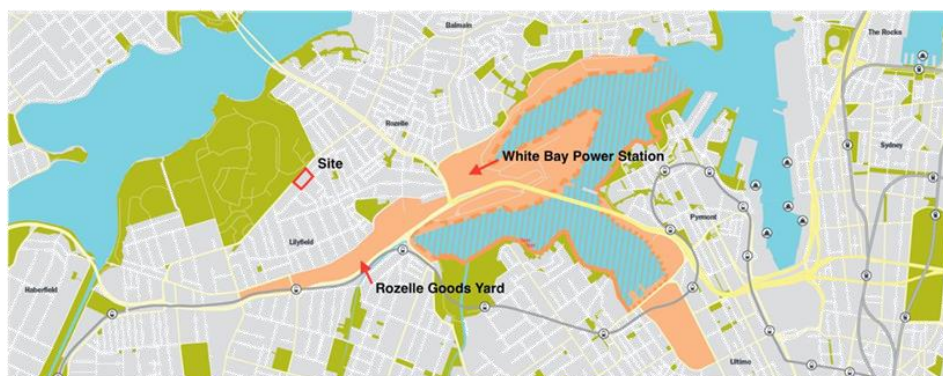 Balmain
The Rocks
Rozelle
White Bay Power Station
Sydney
Site
Pyrmont
Lilyfield
Rozelle Goods Yard
Haberfield
Ultimo